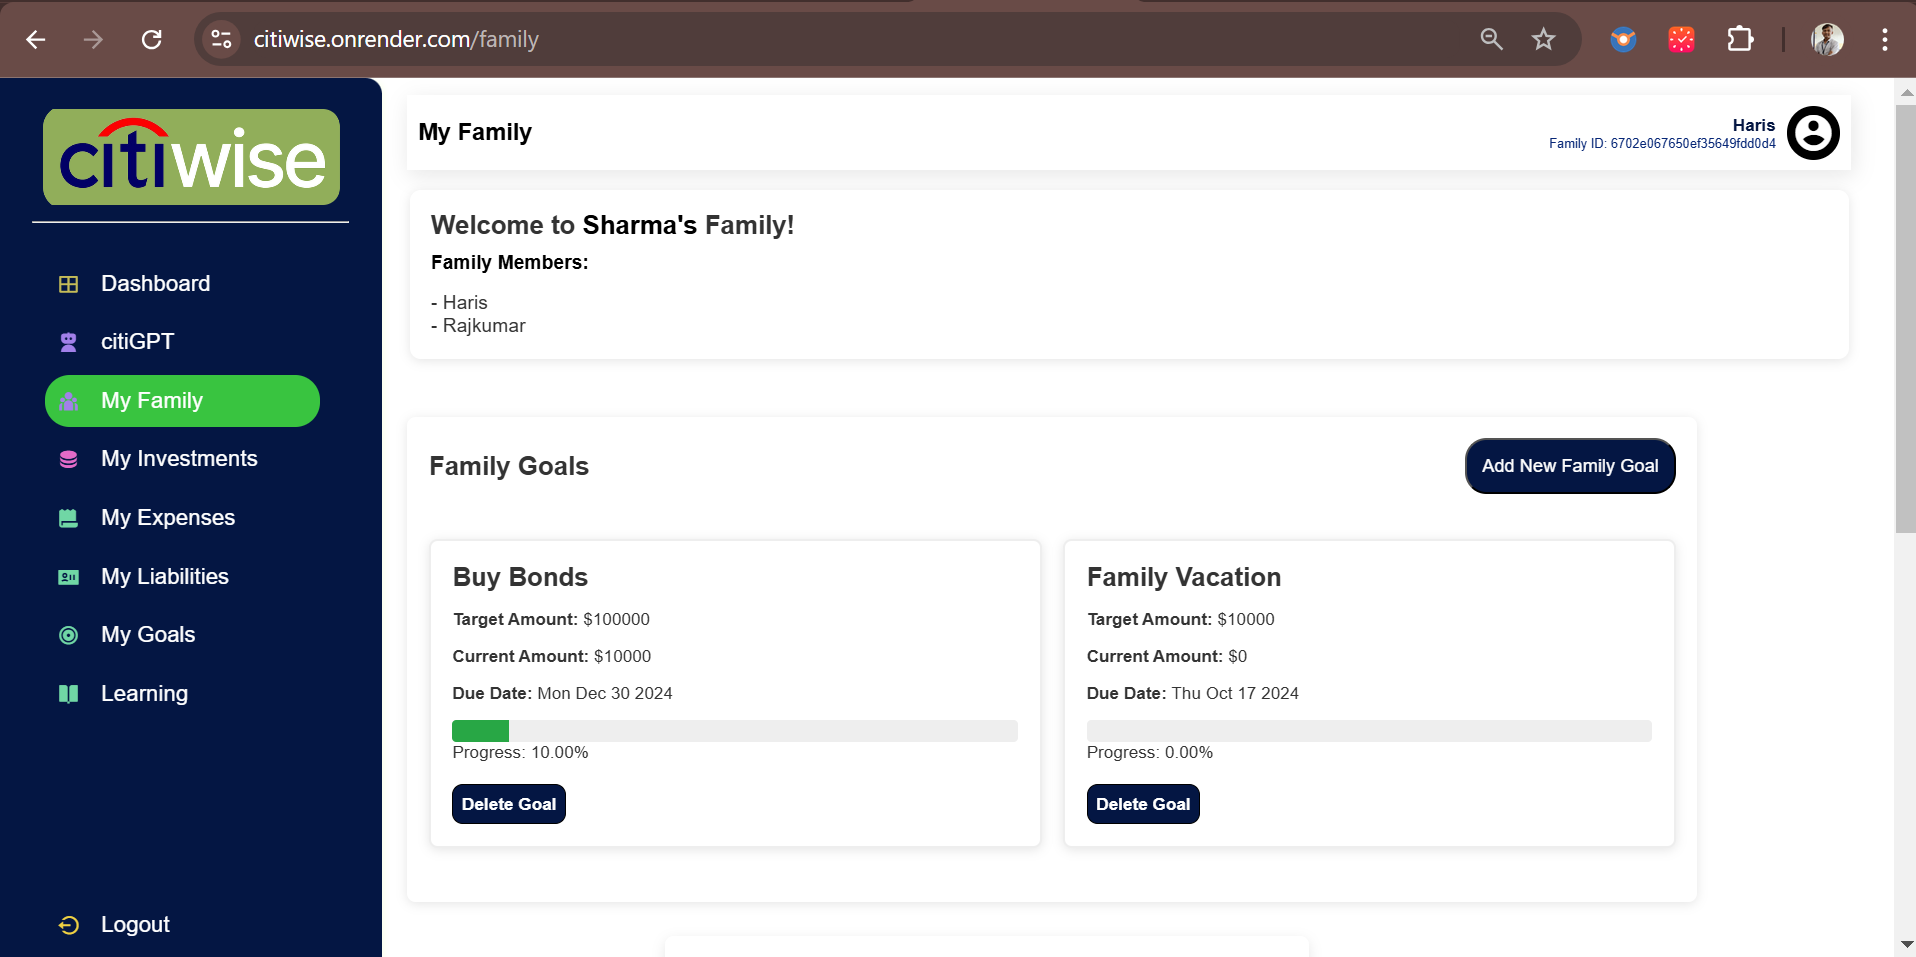 citiwise.onrender.com/family
citiwise
Dashboard
citiGPT
My Family
My Investments
My Expenses
My Liabilities
My Goals
Learning
Logout
My Family
Haris
Family ID: 6702e067650ef35649fdd0d4
Welcome to Sharma's Family!
Family Members:
- Haris
- Rajkumar
Family Goals
Add New Family Goal
Buy Bonds
Target Amount: $100000
Current Amount: $10000
Due Date: Mon Dec 30 2024
Progress: 10.00%
Delete Goal
Family Vacation
Target Amount: $10000
Current Amount: $0
Due Date: Thu Oct 17 2024
Progress: 0.00%
Delete Goal